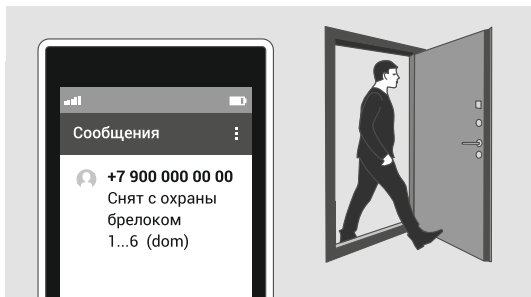 Сообщения
+7 900 000 00 00
Снят с охраны
брелоком
1...6 (dom)